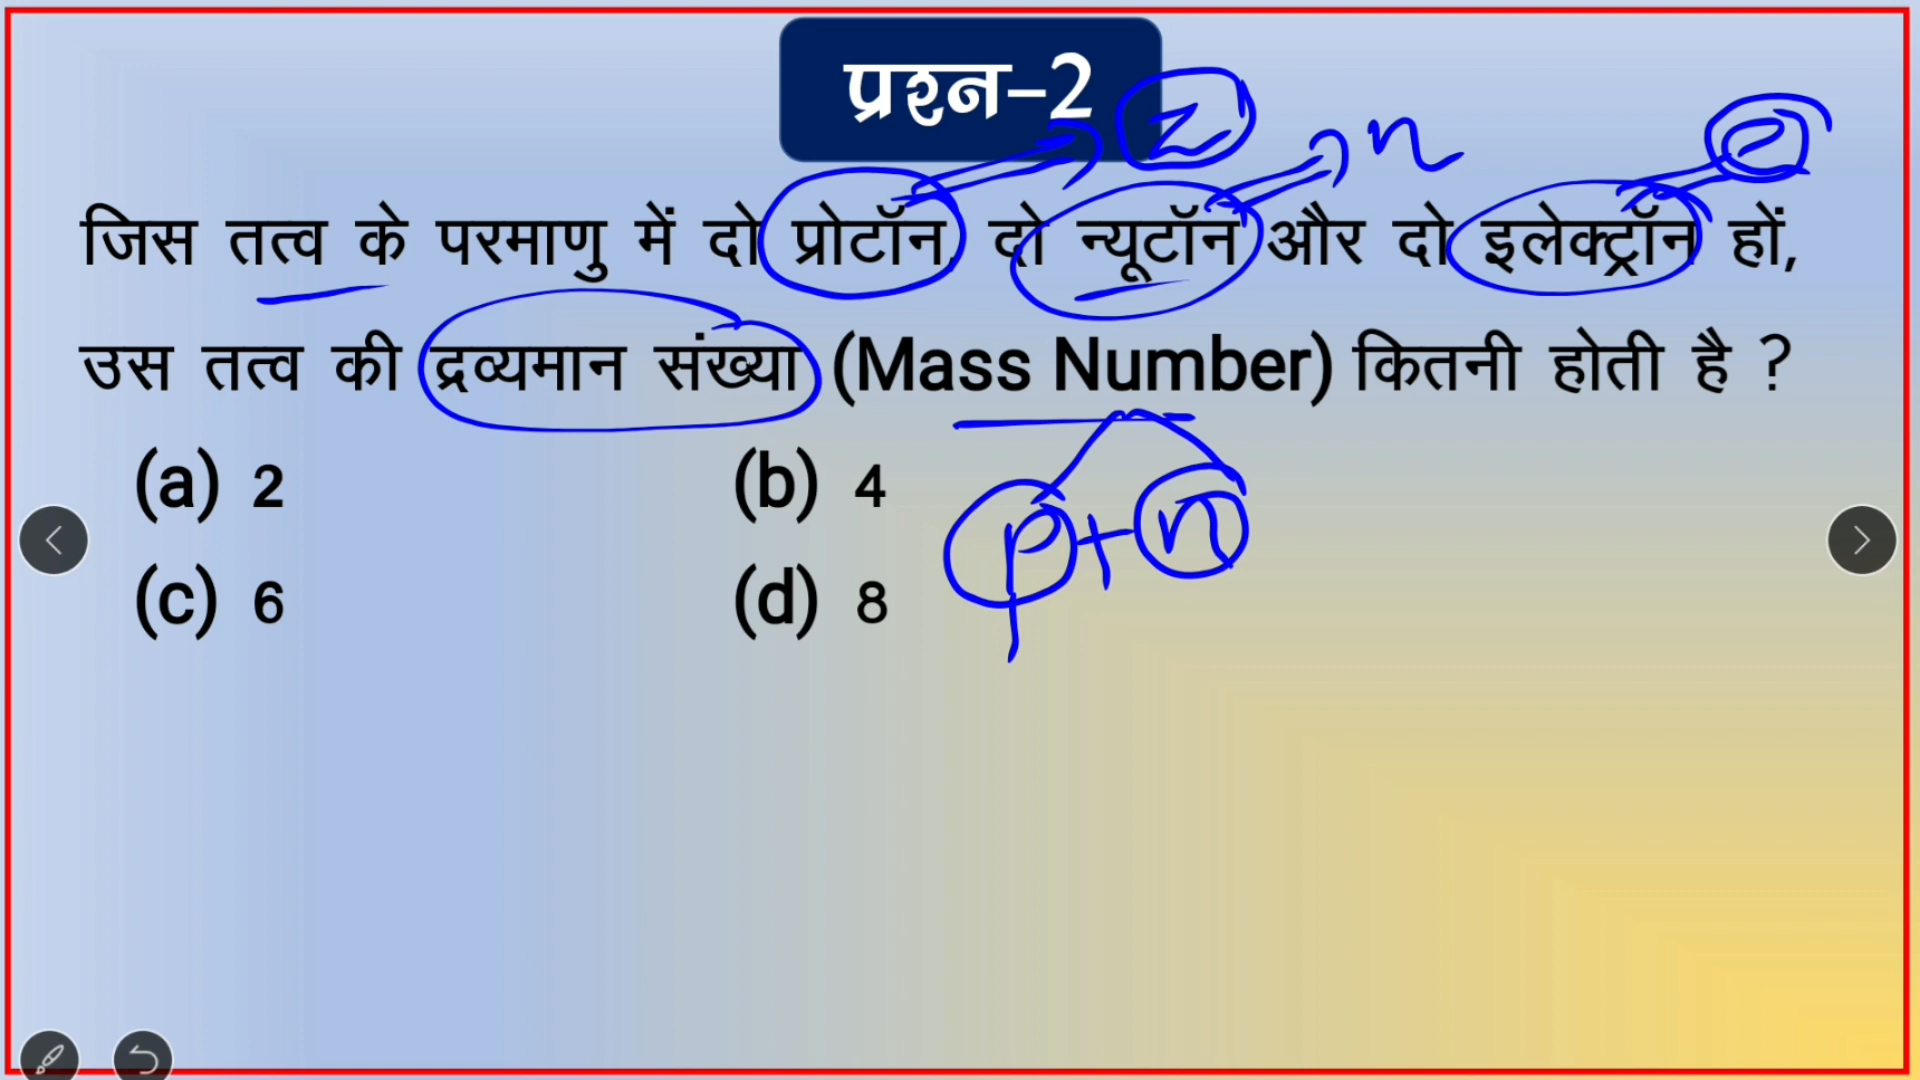 प्रश्न–2
Z n e
जिस तत्व के परमाणु में दो प्रोटॉन, दो न्यूटॉन और दो इलेक्ट्रॉन हों,
उस तत्व की द्रव्यमान संख्या (Mass Number) कितनी होती है ?
(a) 2 (b) 4
p+n
(c) 6 (d) 8